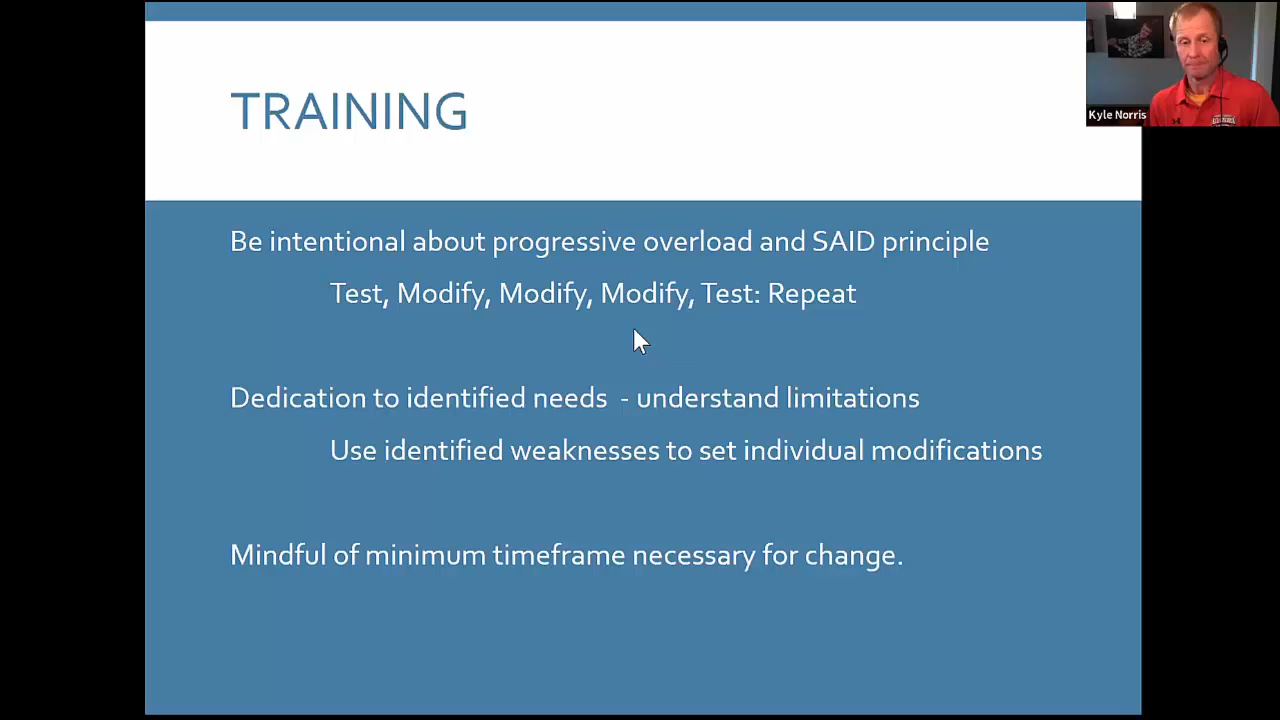 TRAINING
Kyle Norris
Be intentional about progressive overload and SAID principle
Test, Modify, Modify, Modify, Test: Repeat
Dedication to identified needs - understand limitations
Use identified weaknesses to set individual modifications
Mindful of minimum timeframe necessary for change.